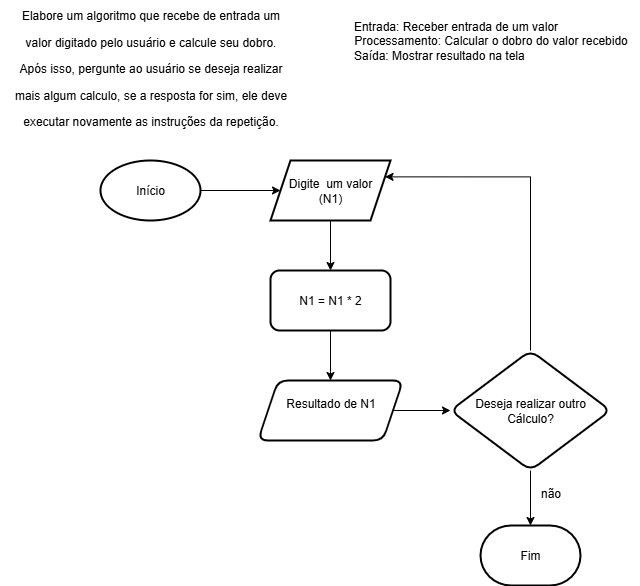 Elabore um algoritmo que recebe de entrada um
valor digitado pelo usuário e calcule seu dobro.
Após isso, pergunte ao usuário se deseja realizar
mais algum calculo, se a resposta for sim, ele deve
executar novamente as instruções da repetição.
Entrada: Receber entrada de um valor
Processamento: Calcular o dobro do valor recebido
Saída: Mostrar resultado na tela
Início
Digite um valor
(N1)
N1 = N1 * 2
Resultado de N1
Deseja realizar outro
Cálculo?
não
Fim